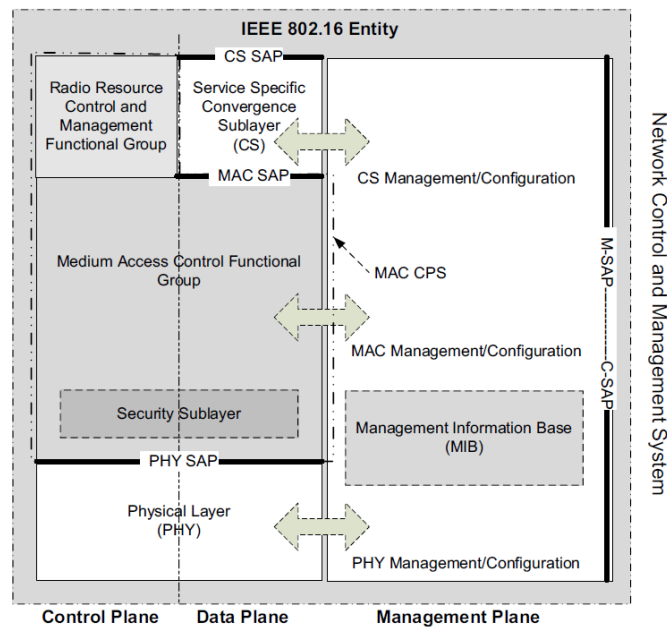 IEEE 802.16 Entity
CS SAP
Radio Resource
Control and
Management
Functional Group
Service Specific
Convergence
Sublayer
(CS)
MAC SAP
CS Management/Configuration
Medium Access Control Functional
Group
MAC CPS
MAC Management/Configuration
Security Sublayer
Management Information Base
(MIB)
PHY SAP
Physical Layer
(PHY)
PHY Management/Configuration
M-SAP
C-SAP
Network Control and Management System
Control Plane
Data Plane
Management Plane